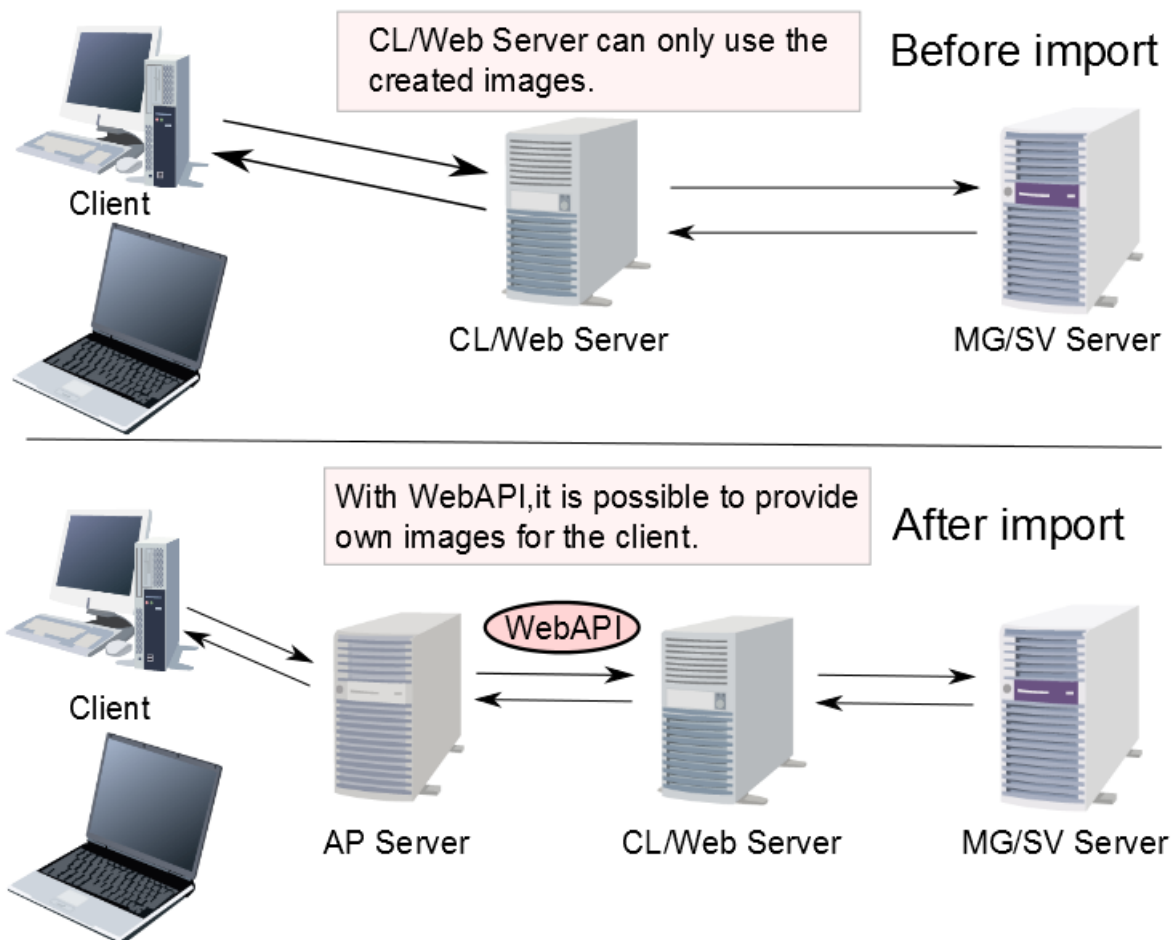 CL/Web Server can only use the
created images.
Before import
Client
CL/Web Server
MG/SV Server
With WebAPI,it is possible to provide
own images for the client.
After import
WebAPI
Client
AP Server
CL/Web Server
MG/SV Server